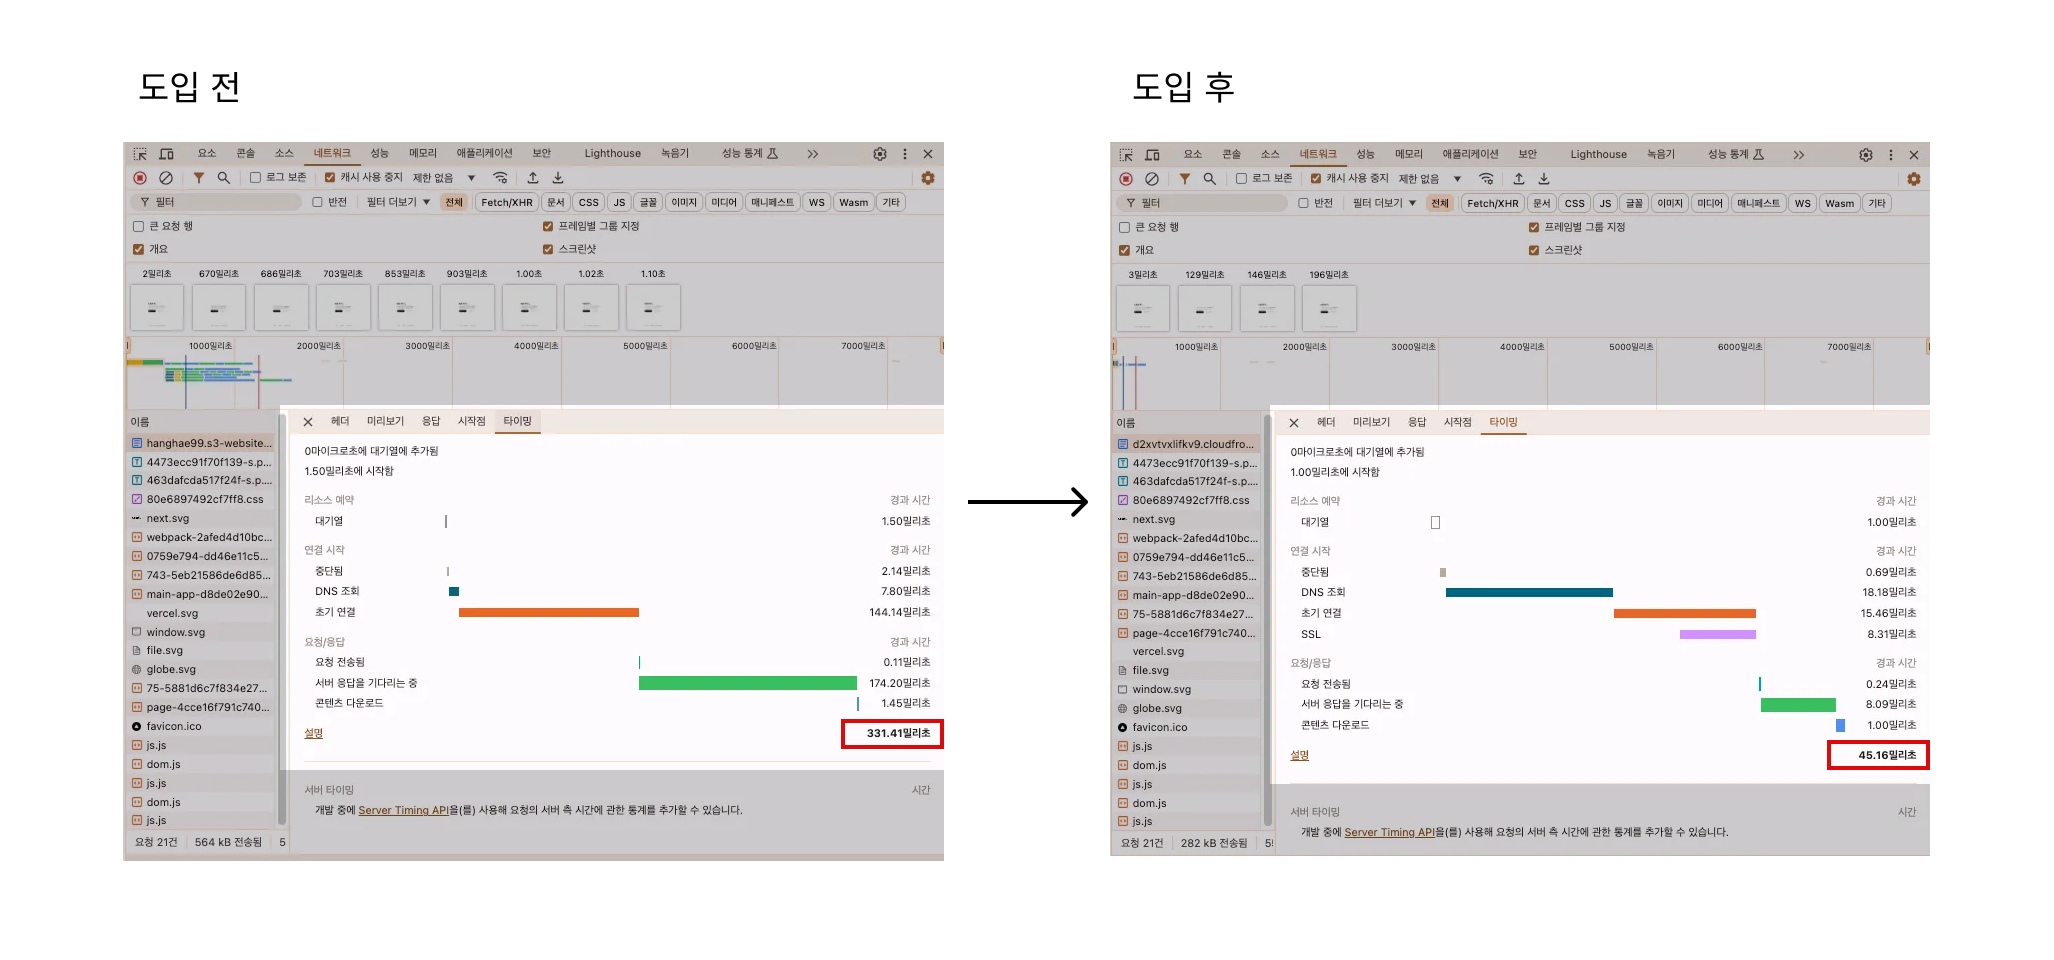 도입 전
요소 콘솔 소스 네트워크 성능 메모리 애플리케이션 보안 Lighthouse 녹음기 성능 통계
로그 보존 캐시 사용 중지 제한 없음
필터 반전 필터 더보기 전체 Fetch/XHR 문서 CSS JS 글꼴 이미지 미디어 매니페스트 WS Wasm 기타
큰 요청 행 프레임별 그룹 지정
개요 스크린샷
2밀리초 670밀리초 686밀리초 703밀리초 853밀리초 903밀리초 1.00초 1.02초 1.10초
1000밀리초 2000밀리초 3000밀리초 4000밀리초 5000밀리초 6000밀리초 7000밀리초
이름
hanghae99.s3-website...
4473ecc91f70f139-s.p...
463dafcda517f24f-s.p...
80e6897492cf7ff8.css
next.svg
webpack-2afed4d10bc...
0759e794-dd46e11c5...
743-5eb21586de6d85...
main-app-d8de02e90...
vercel.svg
window.svg
file.svg
globe.svg
75-5881d6c7f834e27...
page-4cce16f791c740...
favicon.ico
js.js
dom.js
js.js
dom.js
js.js
요청 21건 564 kB 전송됨 5
헤더 미리보기 응답 시작점 타이밍
0마이크로초에 대기열에 추가됨
1.50밀리초에 시작함
리소스 예약 경과 시간
대기열 1.50밀리초
연결 시작 경과 시간
중단됨 2.14밀리초
DNS 조회 7.80밀리초
초기 연결 144.14밀리초
요청/응답 경과 시간
요청 전송됨 0.11밀리초
서버 응답을 기다리는 중 174.20밀리초
콘텐츠 다운로드 1.45밀리초
설명 331.41밀리초
서버 타이밍 시간
개발 중에 Server Timing API을(를) 사용해 요청의 서버 측 시간에 관한 통계를 추가할 수 있습니다.
도입 후
요소 콘솔 소스 네트워크 성능 메모리 애플리케이션 보안 Lighthouse 녹음기 성능 통계
로그 보존 캐시 사용 중지 제한 없음
필터 반전 필터 더보기 전체 Fetch/XHR 문서 CSS JS 글꼴 이미지 미디어 매니페스트 WS Wasm 기타
큰 요청 행 프레임별 그룹 지정
개요 스크린샷
3밀리초 129밀리초 146밀리초 196밀리초
1000밀리초 2000밀리초 3000밀리초 4000밀리초 5000밀리초 6000밀리초 7000밀리초
이름
d2xvtvxlifkv9.cloudfro...
4473ecc91f70f139-s.p...
463dafcda517f24f-s.p...
80e6897492cf7ff8.css
next.svg
webpack-2afed4d10bc...
0759e794-dd46e11c5...
743-5eb21586de6d85...
main-app-d8de02e90...
75-5881d6c7f834e27...
page-4cce16f791c740...
vercel.svg
file.svg
window.svg
globe.svg
favicon.ico
js.js
dom.js
js.js
dom.js
js.js
요청 21건 282 kB 전송됨
헤더 미리보기 응답 시작점 타이밍
0마이크로초에 대기열에 추가됨
1.00밀리초에 시작함
리소스 예약 경과 시간
대기열 1.00밀리초
연결 시작 경과 시간
중단됨 0.69밀리초
DNS 조회 18.18밀리초
초기 연결 15.46밀리초
SSL 8.31밀리초
요청/응답 경과 시간
요청 전송됨 0.24밀리초
서버 응답을 기다리는 중 8.09밀리초
콘텐츠 다운로드 1.00밀리초
설명 45.16밀리초
서버 타이밍 시간
개발 중에 Server Timing API을(를) 사용해 요청의 서버 측 시간에 관한 통계를 추가할 수 있습니다.